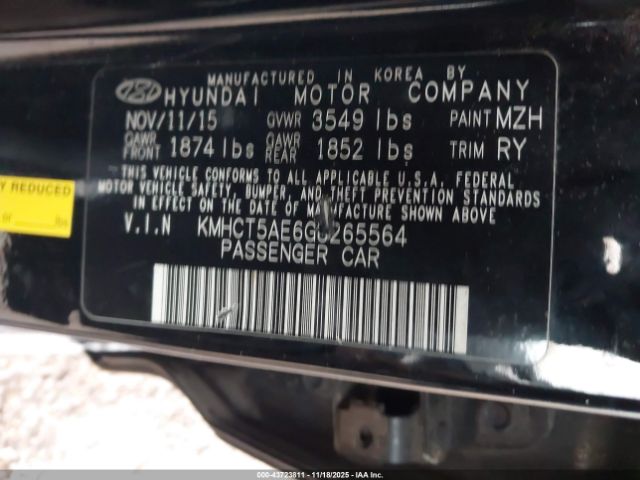 MANUFACTURED IN KOREA BY
HYUNDAI MOTOR COMPANY
NOV/11/15 GVWR 3549 lbs PAINT MZH
GAWR FRONT 1874 lbs GAWR REAR 1852 lbs TRIM RY
THIS VEHICLE CONFORMS TO ALL APPLICABLE U.S.A. FEDERAL
MOTOR VEHICLE SAFETY, BUMPER, AND THEFT PREVENTION STANDARDS
IN EFFECT ON THE DATE OF MANUFACTURE SHOWN ABOVE
V.I.N KMHCT5AE6GU265564
PASSENGER CAR
Y REDUCED
or lbs
© 43723811 - 11/18/2025 - IAA Inc.